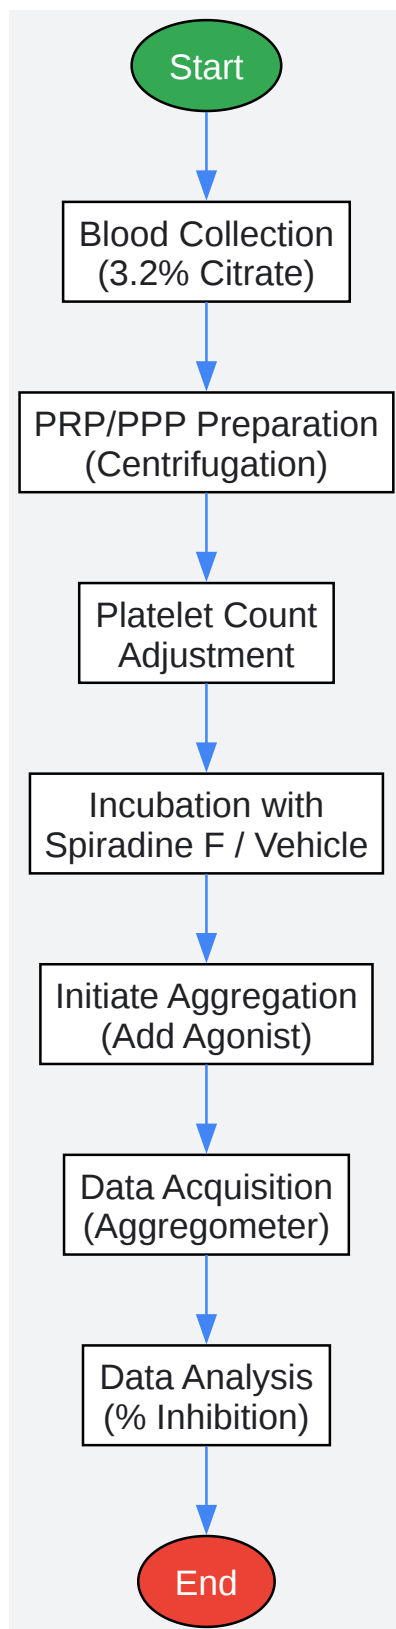 Start
Blood Collection
(3.2% Citrate)
PRP/PPP Preparation
(Centrifugation)
Platelet Count
Adjustment
Incubation with
Spiradine F / Vehicle
Initiate Aggregation
(Add Agonist)
Data Acquisition
(Aggregometer)
Data Analysis
(% Inhibition)
End